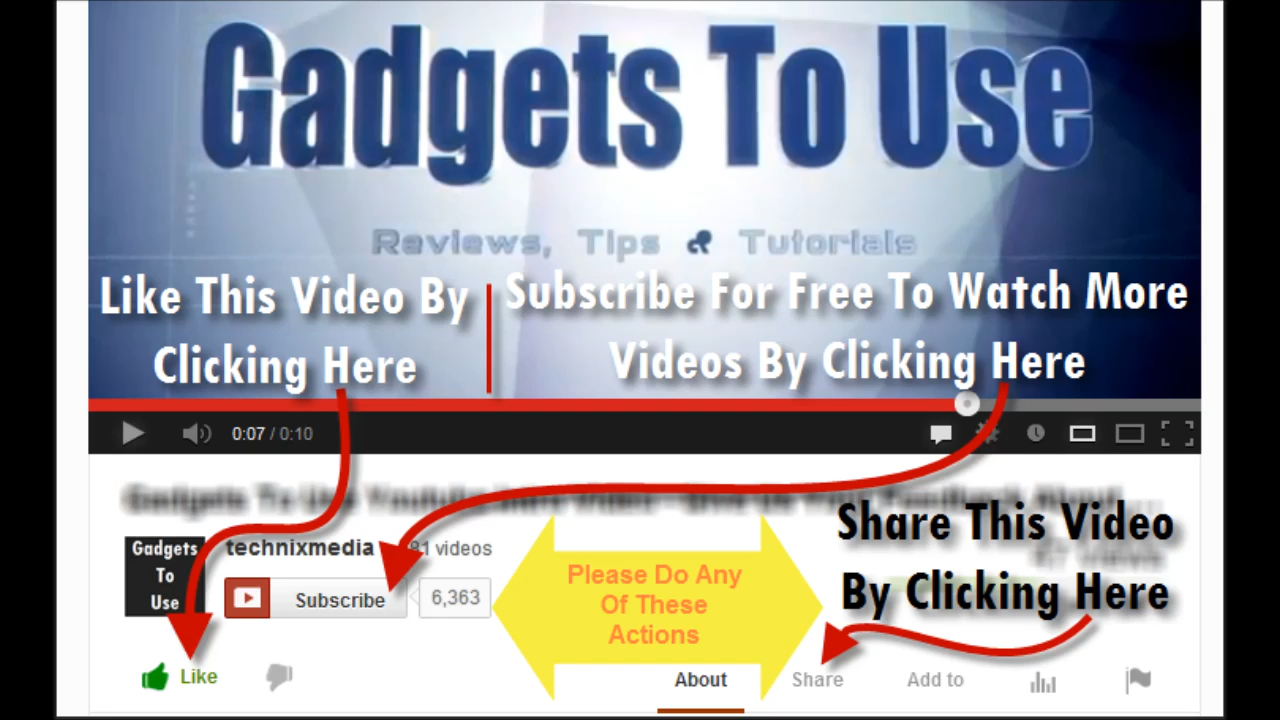 Gadgets To Use
Reviews, Tips & Tutorials
Like This Video By
Clicking Here
Subscribe For Free To Watch More
Videos By Clicking Here
0:07 / 0:10
Share This Video
By Clicking Here
Gadgets
To
Use
technixmedia
81 videos
Subscribe
6,363
Please Do Any
Of These
Actions
Like
About
Share
Add to